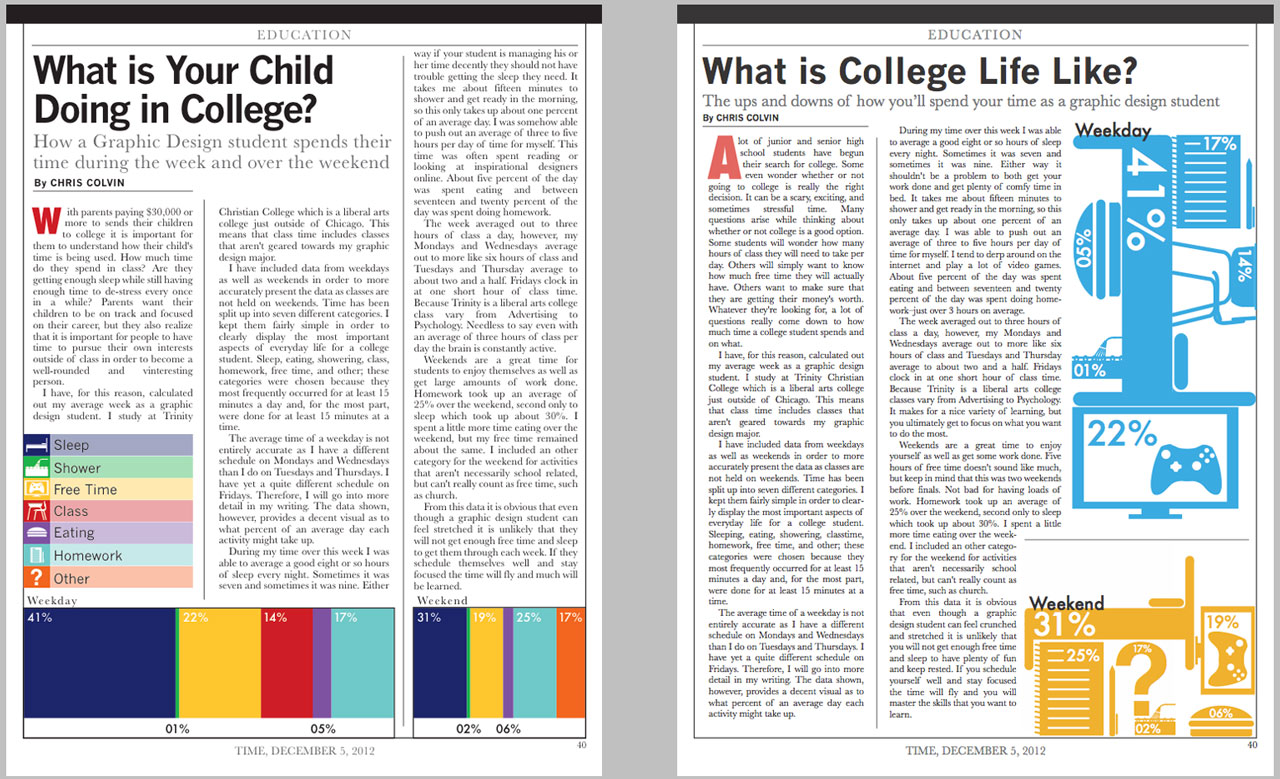 EDUCATION
What is Your Child
Doing in College?
How a Graphic Design student spends their
time during the week and over the weekend
By CHRIS COLVIN
With parents paying $30,000 or
more to sends their children
to college it is important for
them to understand how their child's
time is being used. How much time
do they spend in class? Are they
getting enough sleep while still having
enough time to de-stress every once
in a while? Parents want their
children to be on track and focused
on their career, but they also realize
that it is important for people to have
time to pursue their own interests
outside of class in order to become a
well-rounded and vinteresting
person.
I have, for this reason, calculated
out my average week as a graphic
design student. I study at Trinity
Sleep
Shower
Free Time
Class
Eating
Homework
? Other
Christian College which is a liberal arts
college just outside of Chicago. This
means that class time includes classes
that aren't geared towards my graphic
design major.
I have included data from weekdays
as well as weekends in order to more
accurately present the data as classes are
not held on weekends. Time has been
split up into seven different categories. I
kept them fairly simple in order to
clearly display the most important
aspects of everyday life for a college
student. Sleep, eating, showering, class,
homework, free time, and other; these
categories were chosen because they
most frequently occurred for at least 15
minutes a day and, for the most part,
were done for at least 15 minutes at a
time.
The average time of a weekday is not
entirely accurate as I have a different
schedule on Mondays and Wednesdays
than I do on Tuesdays and Thursdays. I
have yet a quite different schedule on
Fridays. Therefore, I will go into more
detail in my writing. The data shown,
however, provides a decent visual as to
what percent of an average day each
activity might take up.
During my time over this week I was
able to average a good eight or so hours
of sleep every night. Sometimes it was
seven and sometimes it was nine. Either
way if your student is managing his or
her time decently they should not have
trouble getting the sleep they need. It
takes me about fifteen minutes to
shower and get ready in the morning,
so this only takes up about one percent
of an average day. I was somehow able
to push out an average of three to five
hours per day of time for myself. This
time was often spent reading or
looking at inspirational designers
online. About five percent of the day
was spent eating and between
seventeen and twenty percent of the
day was spent doing homework.
The week averaged out to three
hours of class a day, however, my
Mondays and Wednesdays average
out to more like six hours of class and
Tuesdays and Thursday average to
about two and a half. Fridays clock in
at one short hour of class time.
Because Trinity is a liberal arts college
class vary from Advertising to
Psychology. Needless to say even with
an average of three hours of class per
day the brain is constantly active.
Weekends are a great time for
students to enjoy themselves as well as
get large amounts of work done.
Homework took up an average of
25% over the weekend, second only to
sleep which took up about 30%. I
spent a little more time eating over the
weekend, but my free time remained
about the same. I included an other
category for the weekend for activities
that aren't necessarily school related,
but can't really count as free time, such
as church.
From this data it is obvious that even
though a graphic design student can
feel stretched it is unlikely that they
will not get enough free time and sleep
to get them through each week. If they
schedule themselves well and stay
focused the time will fly and much will
be learned.
Weekday
41% 22% 14% 17%
01% 05%
Weekend
31% 19% 25% 17%
02% 06%
TIME, DECEMBER 5, 2012
40
EDUCATION
What is College Life Like?
The ups and downs of how you'll spend your time as a graphic design student
By CHRIS COLVIN
A lot of junior and senior high
school students have begun
their search for college. Some
even wonder whether or not
going to college is really the right
decision. It can be a scary, exciting, and
sometimes stressful time. Many
questions arise while thinking about
whether or not college is a good option.
Some students will wonder how many
hours of class they will need to take per
day. Others will simply want to know
how much free time they will actually
have. Others want to make sure that
they are getting their money's worth.
Whatever they're looking for, a lot of
questions really come down to how
much time a college student spends and
on what.
I have, for this reason, calculated out
my average week as a graphic design
student. I study at Trinity Christian
College which is a liberal arts college
just outside of Chicago. This means
that class time includes classes that
aren't geared towards my graphic
design major.
I have included data from weekdays
as well as weekends in order to more
accurately present the data as classes are
not held on weekends. Time has been
split up into seven different categories. I
kept them fairly simple in order to clear-
ly display the most important aspects of
everyday life for a college student.
Sleeping, eating, showering, classtime,
homework, free time, and other; these
categories were chosen because they
most frequently occurred for at least 15
minutes a day and, for the most part,
were done for at least 15 minutes at a
time.
The average time of a weekday is not
entirely accurate as I have a different
schedule on Mondays and Wednesdays
than I do on Tuesdays and Thursdays. I
have yet a quite different schedule on
Fridays. Therefore, I will go into more
detail in my writing. The data shown,
however, provides a decent visual as to
what percent of an average day each
activity might take up.
During my time over this week I was able
to average a good eight or so hours of sleep
every night. Sometimes it was seven and
sometimes it was nine. Either way it
shouldn't be a problem to both get your
work done and get plenty of comfy time in
bed. It takes me about fifteen minutes to
shower and get ready in the morning, so this
only takes up about one percent of an
average day. I was able to push out an
average of three to five hours per day of
time for myself. I tend to derp around on the
internet and play a lot of video games.
About five percent of the day was spent
eating and between seventeen and twenty
percent of the day was spent doing home-
work–just over 3 hours on average.
The week averaged out to three hours of
class a day, however, my Mondays and
Wednesdays average out to more like six
hours of class and Tuesdays and Thursday
average to about two and a half. Fridays
clock in at one short hour of class time.
Because Trinity is a liberal arts college
classes vary from Advertising to Psychology.
It makes for a nice variety of learning, but
you ultimately get to focus on what you want
to do the most.
Weekends are a great time to enjoy
yourself as well as get some work done. Five
hours of free time doesn't sound like much,
but keep in mind that this was two weekends
before finals. Not bad for having loads of
work. Homework took up an average of
25% over the weekend, second only to sleep
which took up about 30%. I spent a little
more time eating over the week-
end. I included an other catego-
ry for the weekend for activities
that aren't necessarily school
related, but can't really count as
free time, such as church.
From this data it is obvious
that even though a graphic
design student can feel crunched
and stretched it is unlikely that
you will not get enough free time
and sleep to have plenty of fun
and keep rested. If you schedule
yourself well and stay focused
the time will fly and you will
master the skills that you want to
learn.
Weekday
41%
17%
05%
14%
01%
22%
Weekend
31%
19%
25%
17%
?
02%
06%
TIME, DECEMBER 5, 2012
40